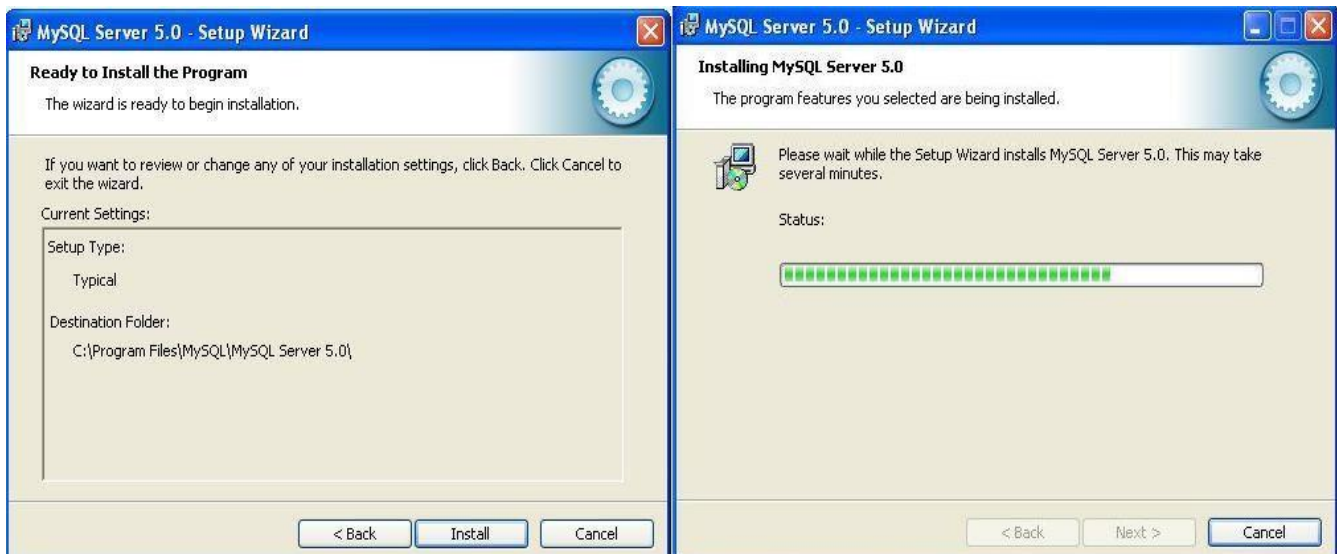 MySQL Server 5.0 - Setup Wizard
Ready to Install the Program
The wizard is ready to begin installation.
If you want to review or change any of your installation settings, click Back. Click Cancel to
exit the wizard.
Current Settings:
Setup Type:
Typical
Destination Folder:
C:\Program Files\MySQL\MySQL Server 5.0\
< Back
Install
Cancel
MySQL Server 5.0 - Setup Wizard
Installing MySQL Server 5.0
The program features you selected are being installed.
Please wait while the Setup Wizard installs MySQL Server 5.0. This may take
several minutes.
Status:
< Back
Next >
Cancel